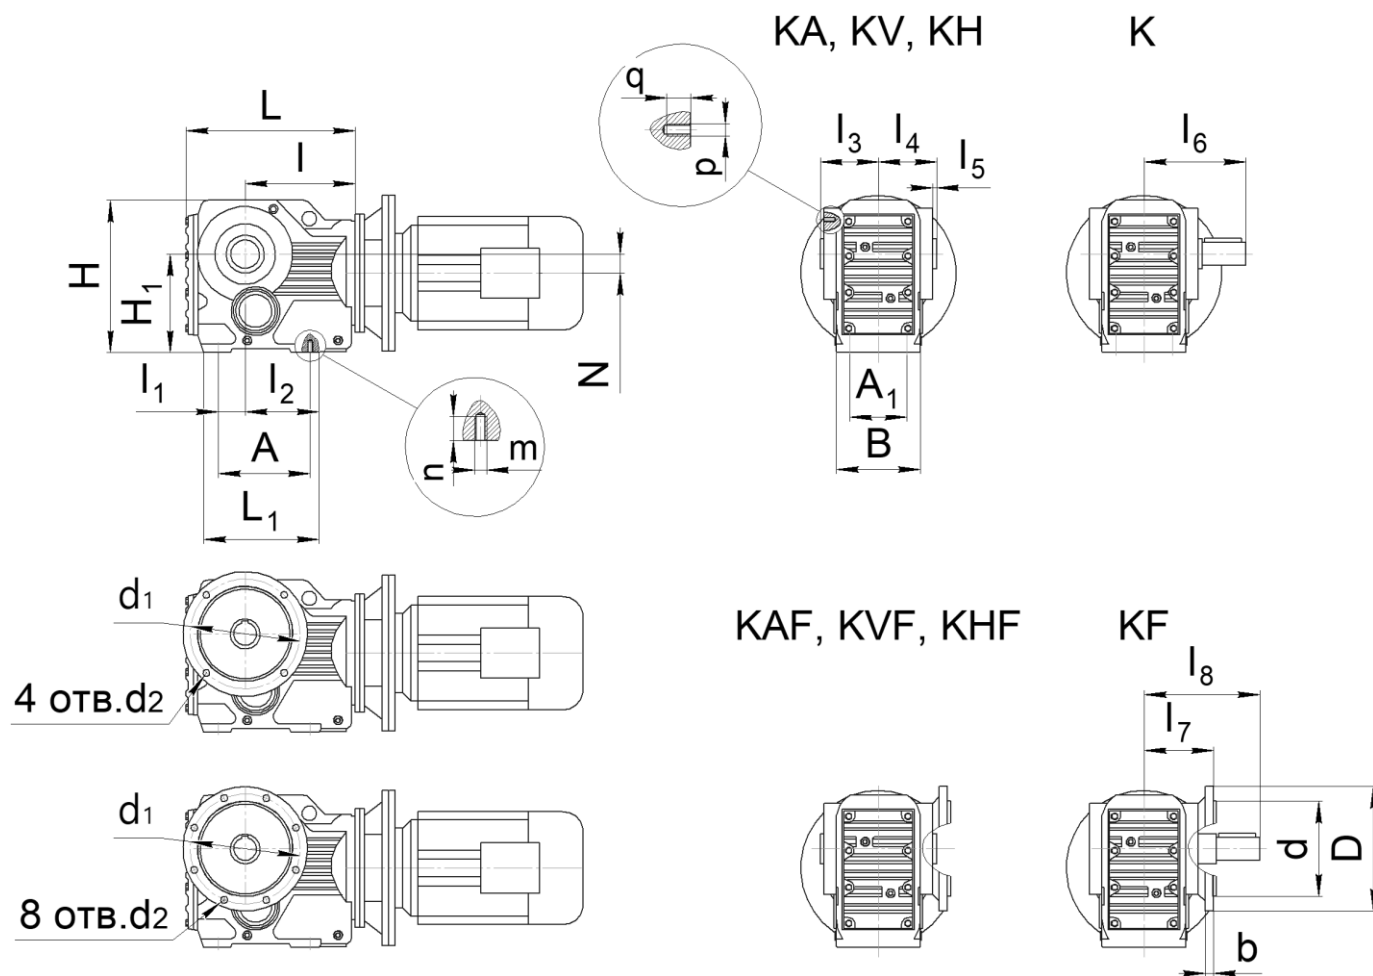 KA, KV, KH
K
q
p
L
l
l₃
l₄
l₅
l₆
H
H₁
l₁
l₂
N
A
L₁
n
m
A₁
B
d₁
4 отв.d₂
KAF, KVF, KHF
KF
l₈
l₇
d₁
8 отв.d₂
d
D
b